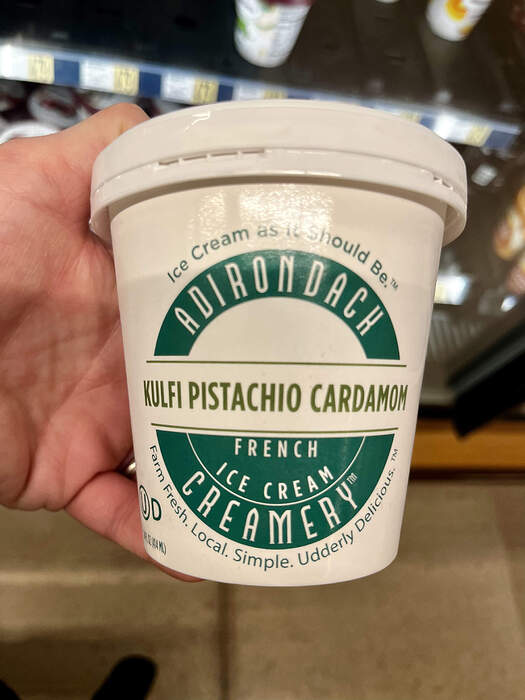 Ice Cream as It Should Be.™
ADIRONDACK
KULFI PISTACHIO CARDAMOM
FRENCH
ICE CREAM
CREAMERY™
Farm Fresh. Local. Simple. Udderly Delicious.™
UD